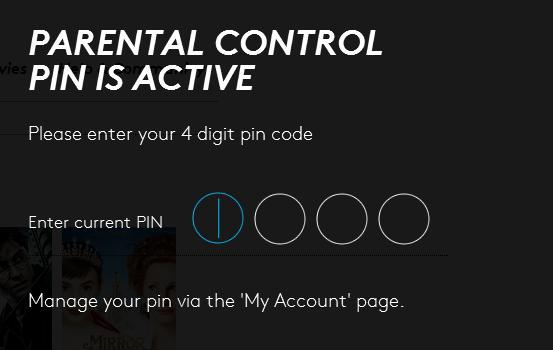 PARENTAL CONTROL
PIN IS ACTIVE
Please enter your 4 digit pin code
Enter current PIN
Manage your pin via the 'My Account' page.
MIRROR